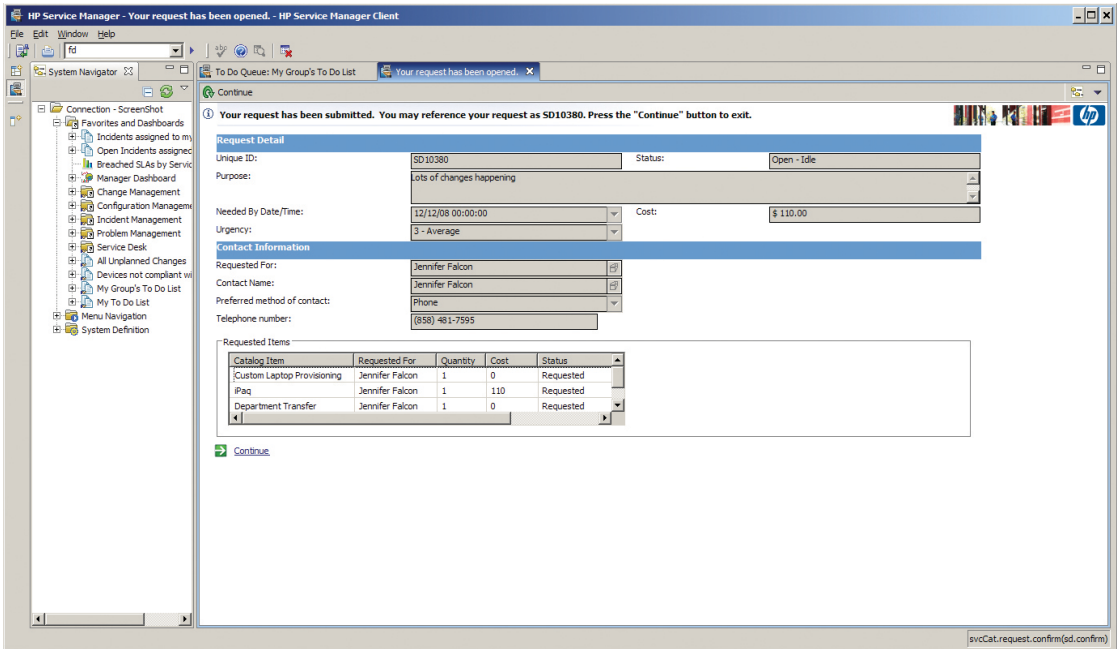 HP Service Manager - Your request has been opened. - HP Service Manager Client
File Edit Window Help
fd
System Navigator
To Do Queue: My Group's To Do List
Your request has been opened.
Continue
Connection - ScreenShot
Favorites and Dashboards
Incidents assigned to my
Open Incidents assigned
Breached SLAs by Servic
Manager Dashboard
Change Management
Configuration Manageme
Incident Management
Problem Management
Service Desk
All Unplanned Changes
Devices not compliant wi
My Group's To Do List
My To Do List
Menu Navigation
System Definition
Your request has been submitted. You may reference your request as SD10380. Press the "Continue" button to exit.
hp
Request Detail
Unique ID: SD10380 Status: Open - Idle
Purpose: Lots of changes happening
Needed By Date/Time: 12/12/08 00:00:00 Cost: $ 110.00
Urgency: 3 - Average
Contact Information
Requested For: Jennifer Falcon
Contact Name: Jennifer Falcon
Preferred method of contact: Phone
Telephone number: (858) 481-7595
Requested Items
Catalog Item Requested For Quantity Cost Status
Custom Laptop Provisioning Jennifer Falcon 1 0 Requested
iPaq Jennifer Falcon 1 110 Requested
Department Transfer Jennifer Falcon 1 0 Requested
Continue
svcCat.request.confirm(sd.confirm)